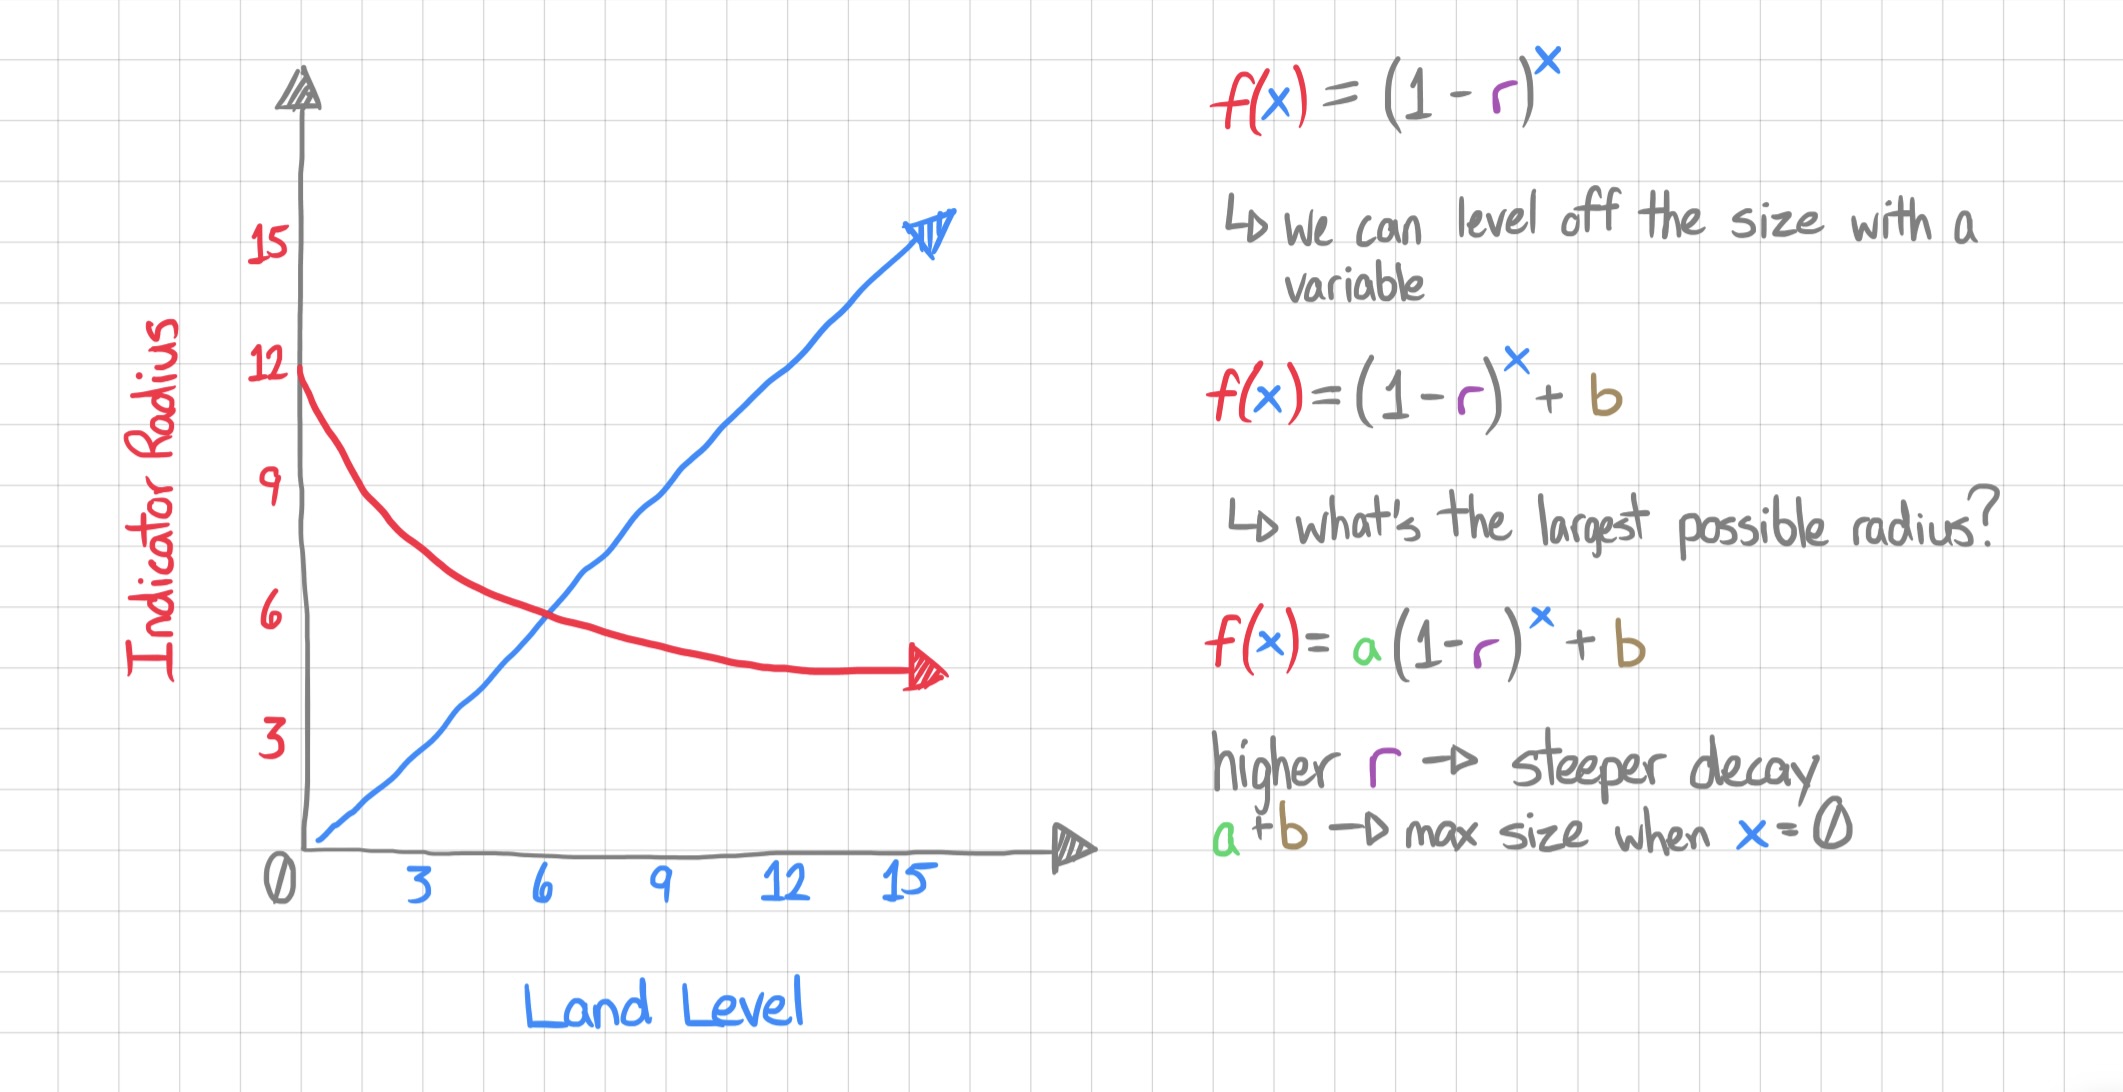 15
12
9
6
3
0
3 6 9 12 15
Indicator Radius
Land Level
f(x) = (1 - r)^x
↳ We can level off the size with a
variable
f(x) = (1 - r)^x + b
↳ what's the largest possible radius?
f(x) = a(1 - r)^x + b
higher r → steeper decay
a + b → max size when x = 0